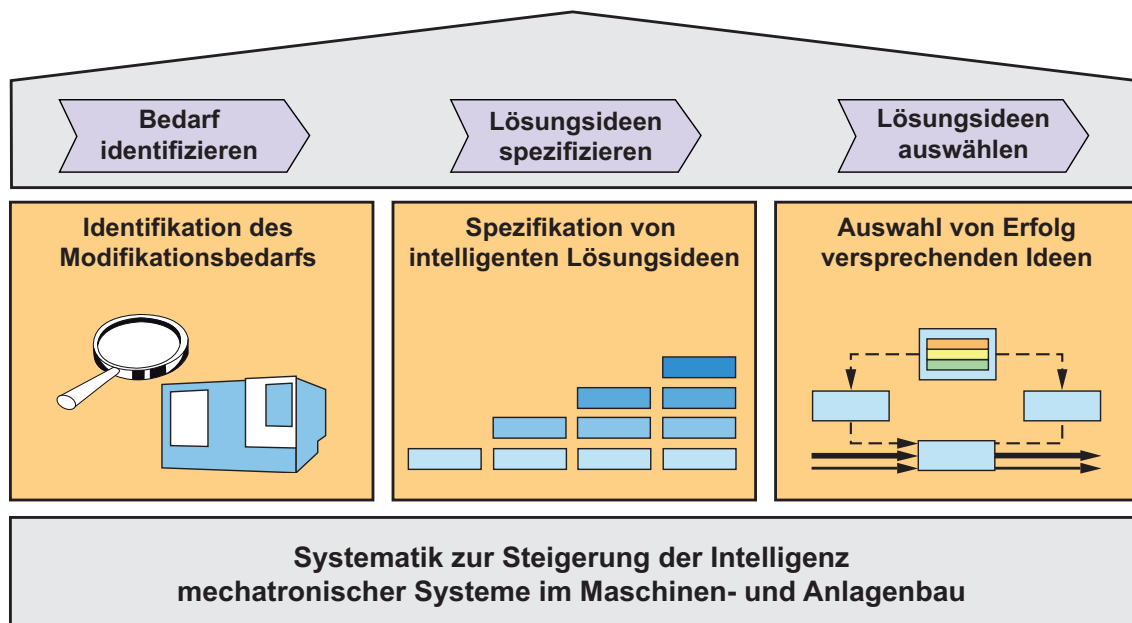 Bedarf
identifizieren
Lösungsideen
spezifizieren
Lösungsideen
auswählen
Identifikation des
Modifikationsbedarfs
Spezifikation von
intelligenten Lösungsideen
Auswahl von Erfolg
versprechenden Ideen
Systematik zur Steigerung der Intelligenz
mechatronischer Systeme im Maschinen- und Anlagenbau